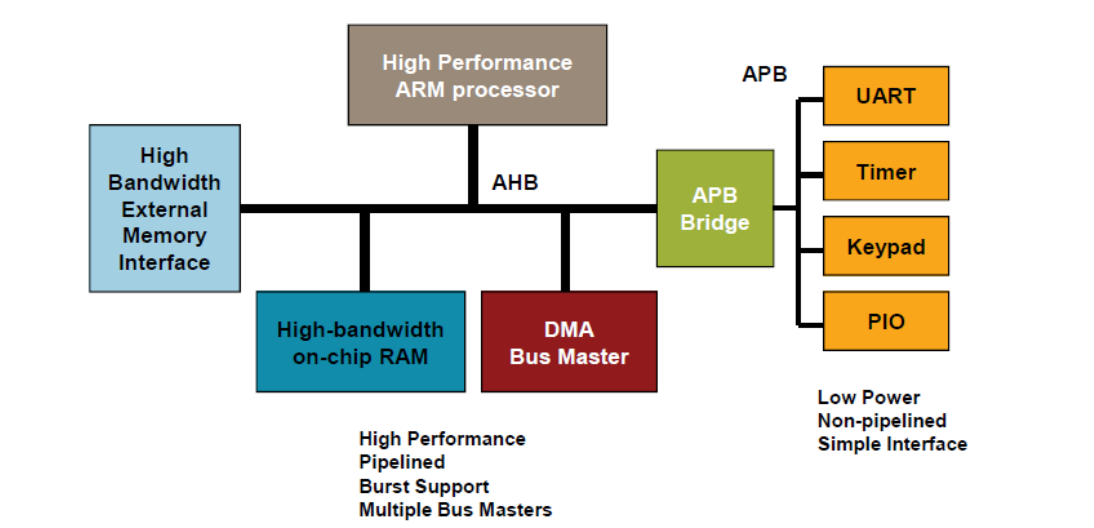 High Performance
ARM processor
APB
UART
High
Bandwidth
External
Memory
Interface
AHB
APB
Bridge
Timer
Keypad
PIO
High-bandwidth
on-chip RAM
DMA
Bus Master
Low Power
Non-pipelined
Simple Interface
High Performance
Pipelined
Burst Support
Multiple Bus Masters